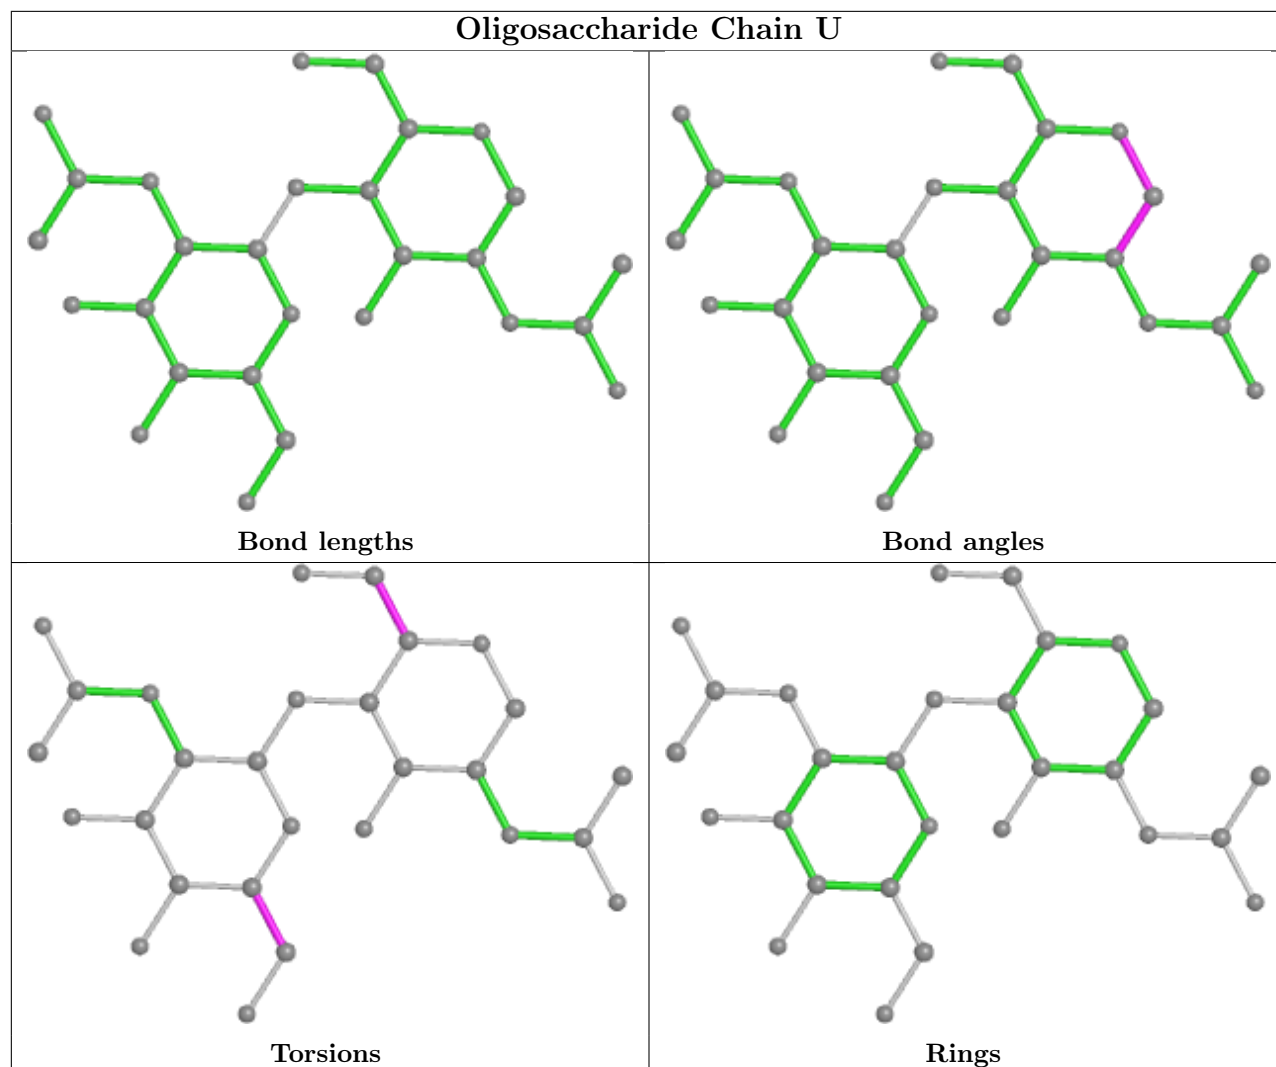 Oligosaccharide Chain U
Bond lengths
Bond angles
Torsions
Rings